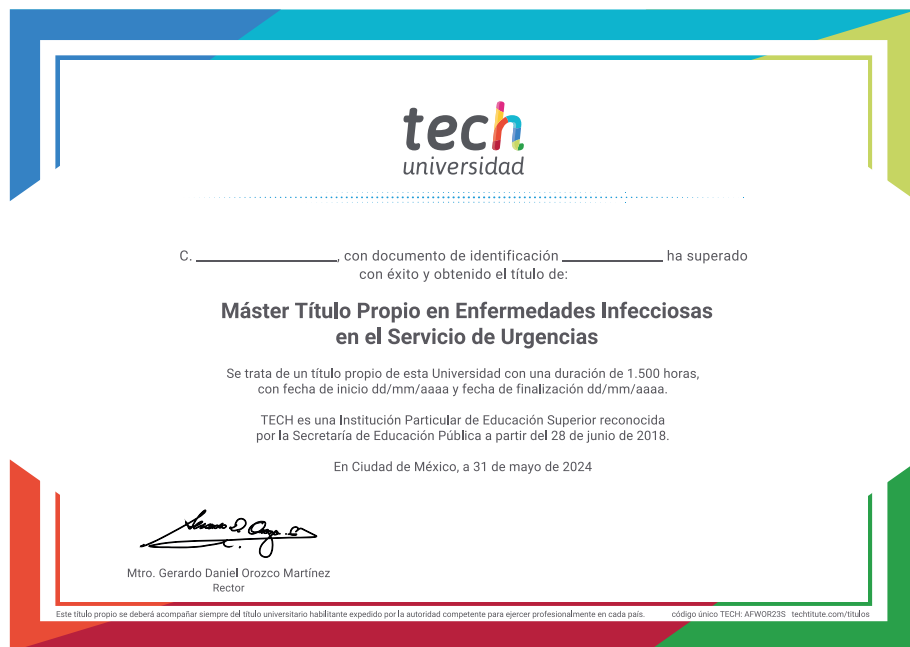 tech
universidad
C. ____________, con documento de identificación ____________ ha superado
con éxito y obtenido el título de:
Máster Título Propio en Enfermedades Infecciosas
en el Servicio de Urgencias
Se trata de un título propio de esta Universidad con una duración de 1.500 horas,
con fecha de inicio dd/mm/aaaa y fecha de finalización dd/mm/aaaa.
TECH es una Institución Particular de Educación Superior reconocida
por la Secretaría de Educación Pública a partir del 28 de junio de 2018.
En Ciudad de México, a 31 de mayo de 2024
Mtro. Gerardo Daniel Orozco Martínez
Rector
Este título propio se deberá acompañar siempre del título universitario habilitante expedido por la autoridad competente para ejercer profesionalmente en cada país. código único TECH: AFWOR23S techtitute.com/titulos